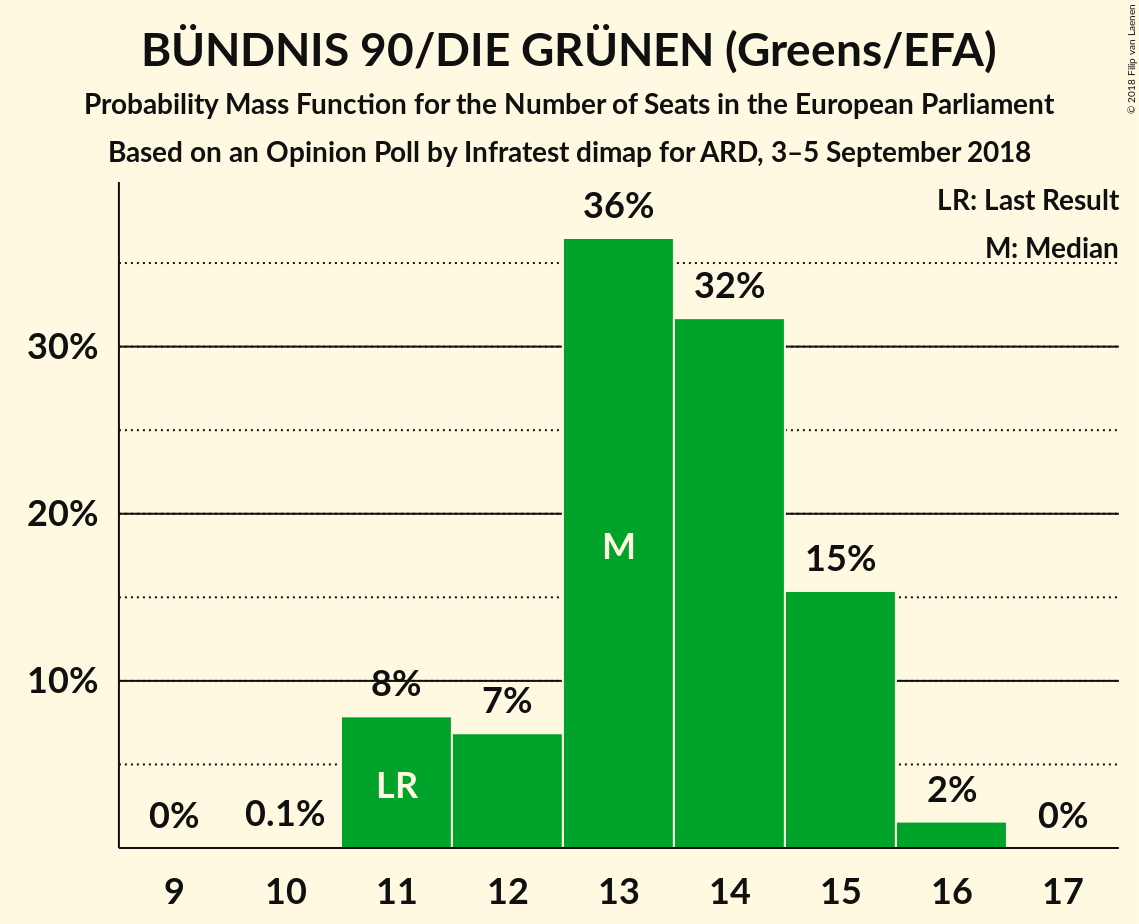 BÜNDNIS 90/DIE GRÜNEN (Greens/EFA)
Probability Mass Function for the Number of Seats in the European Parliament
Based on an Opinion Poll by Infratest dimap for ARD, 3–5 September 2018
© 2018 Filip van Laenen
LR: Last Result
M: Median
36%
32%
30%
20%
M
15%
10%
8%
7%
LR
2%
0%
0.1%
0%
9 10 11 12 13 14 15 16 17